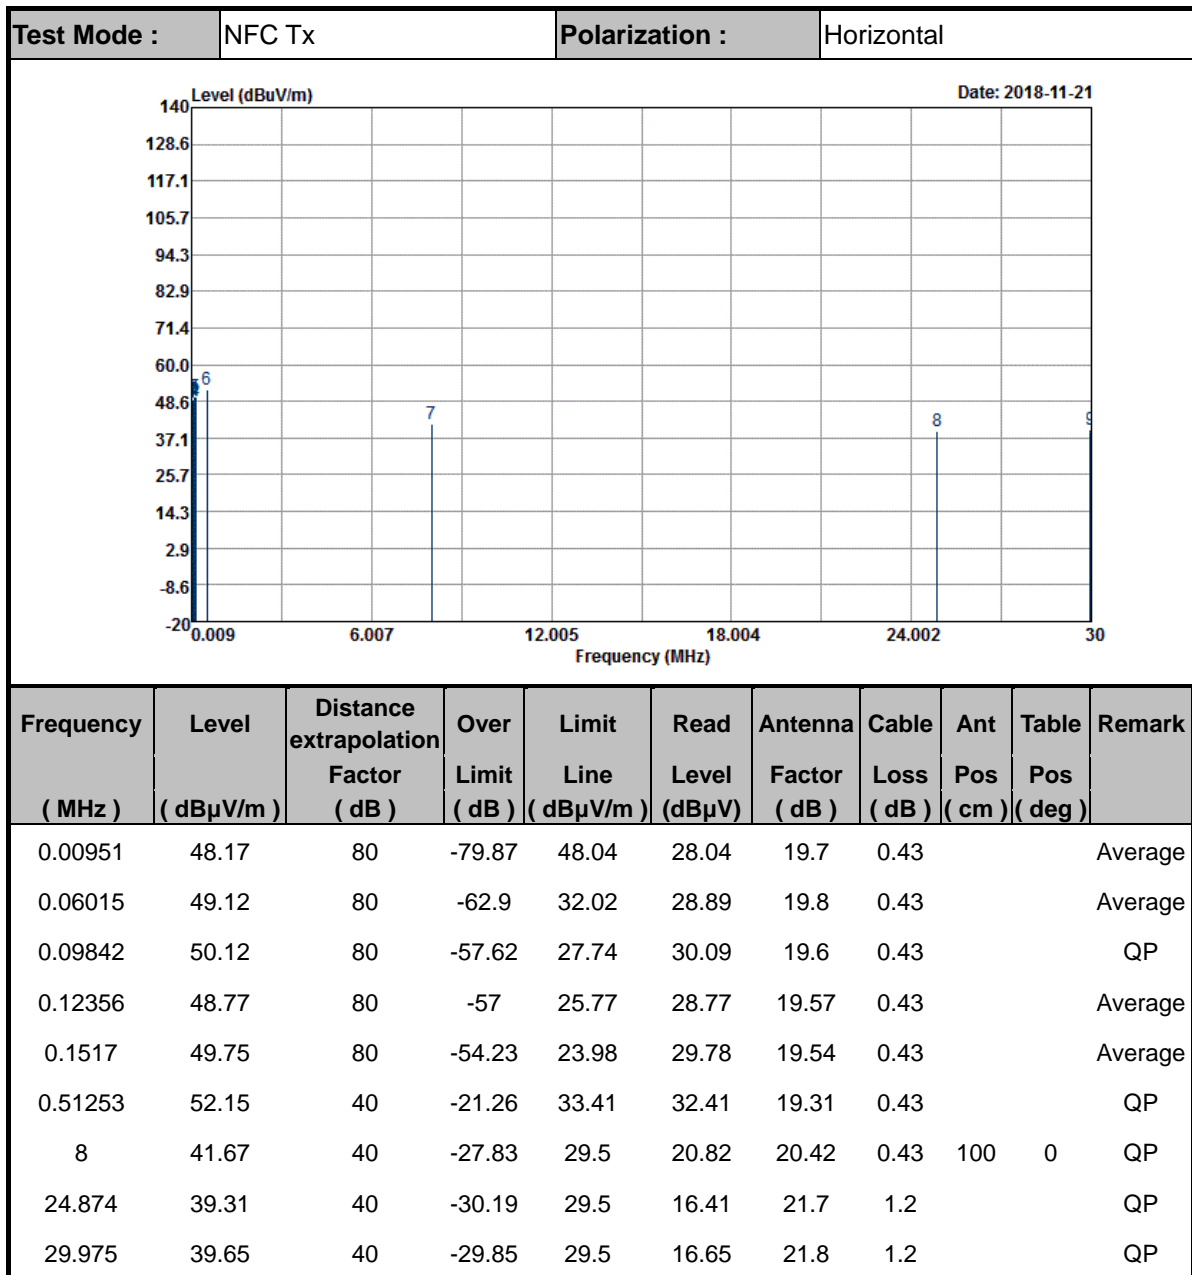 Test Mode : NFC Tx Polarization : Horizontal
Level (dBuV/m) Date: 2018-11-21
140
128.6
117.1
105.7
94.3
82.9
71.4
60.0
48.6
37.1
25.7
14.3
2.9
-8.6
-20
6
7
8
9
0.009 6.007 12.005 18.004 24.002 30
Frequency (MHz)
Frequency Level Distance extrapolation Over Limit Read Antenna Cable Ant Table Remark
Factor Limit Line Level Factor Loss Pos Pos
( MHz ) ( dBµV/m ) ( dB ) ( dB ) ( dBµV/m ) (dBµV) ( dB ) ( dB ) ( cm ) ( deg )
0.00951 48.17 80 -79.87 48.04 28.04 19.7 0.43 Average
0.06015 49.12 80 -62.9 32.02 28.89 19.8 0.43 Average
0.09842 50.12 80 -57.62 27.74 30.09 19.6 0.43 QP
0.12356 48.77 80 -57 25.77 28.77 19.57 0.43 Average
0.1517 49.75 80 -54.23 23.98 29.78 19.54 0.43 Average
0.51253 52.15 40 -21.26 33.41 32.41 19.31 0.43 QP
8 41.67 40 -27.83 29.5 20.82 20.42 0.43 100 0 QP
24.874 39.31 40 -30.19 29.5 16.41 21.7 1.2 QP
29.975 39.65 40 -29.85 29.5 16.65 21.8 1.2 QP